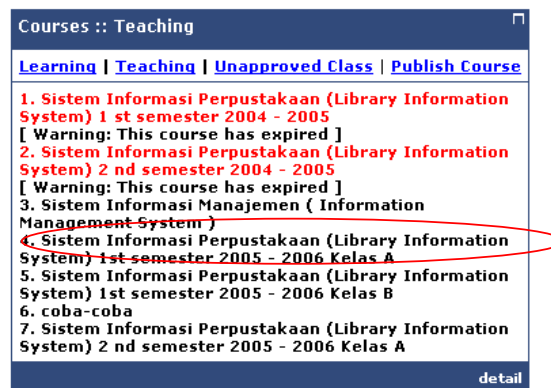 Courses :: Teaching
Learning | Teaching | Unapproved Class | Publish Course
1. Sistem Informasi Perpustakaan (Library Information
System) 1 st semester 2004 - 2005
[ Warning: This course has expired ]
2. Sistem Informasi Perpustakaan (Library Information
System) 2 nd semester 2004 - 2005
[ Warning: This course has expired ]
3. Sistem Informasi Manajemen ( Information
Management System )
4. Sistem Informasi Perpustakaan (Library Information
System) 1st semester 2005 - 2006 Kelas A
5. Sistem Informasi Perpustakaan (Library Information
System) 1st semester 2005 - 2006 Kelas B
6. coba-coba
7. Sistem Informasi Perpustakaan (Library Information
System) 2 nd semester 2005 - 2006 Kelas A
detail